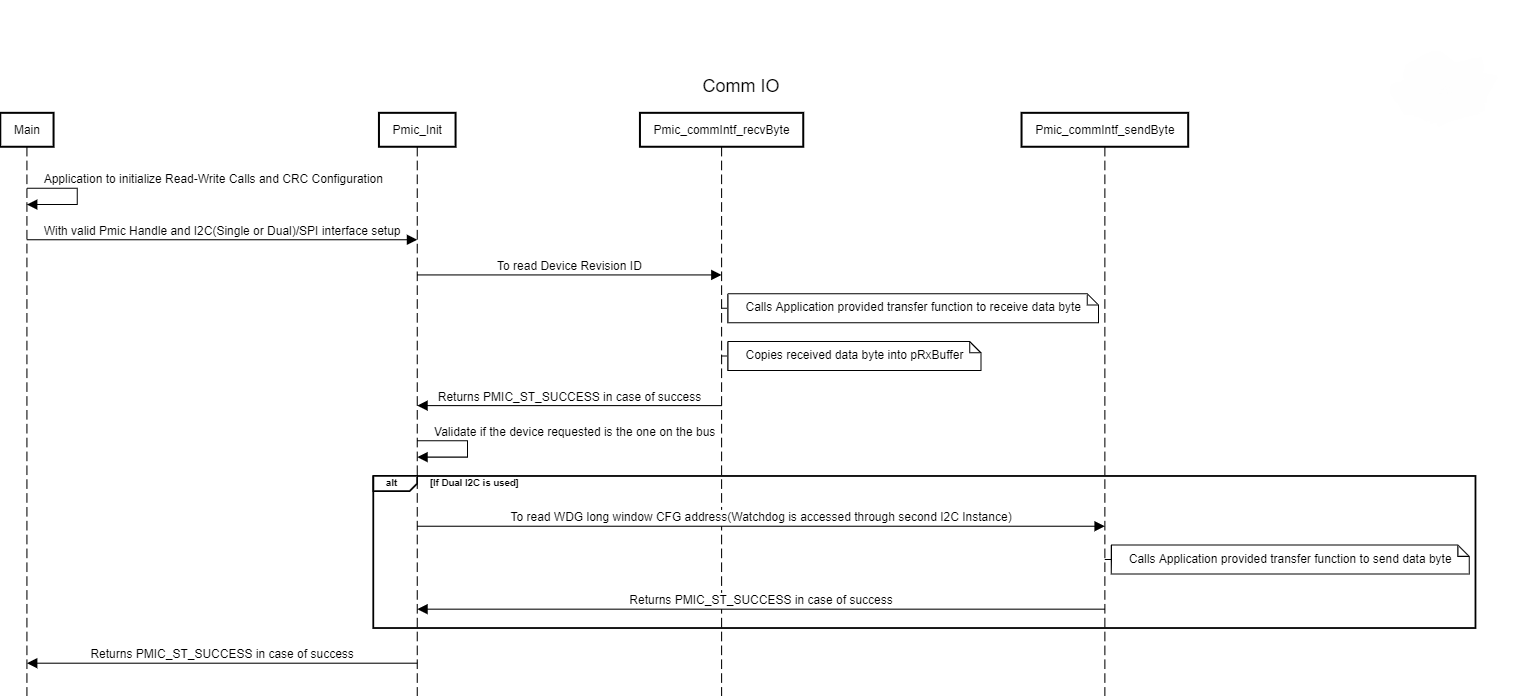 Comm IO
Main
Pmic_Init
Pmic_commIntf_recvByte
Pmic_commIntf_sendByte
Application to initialize Read-Write Calls and CRC Configuration
With valid Pmic Handle and I2C(Single or Dual)/SPI interface setup
To read Device Revision ID
Calls Application provided transfer function to receive data byte
Copies received data byte into pRxBuffer
Returns PMIC_ST_SUCCESS in case of success
Validate if the device requested is the one on the bus
alt
[If Dual I2C is used]
To read WDG long window CFG address(Watchdog is accessed through second I2C Instance)
Calls Application provided transfer function to send data byte
Returns PMIC_ST_SUCCESS in case of success
Returns PMIC_ST_SUCCESS in case of success